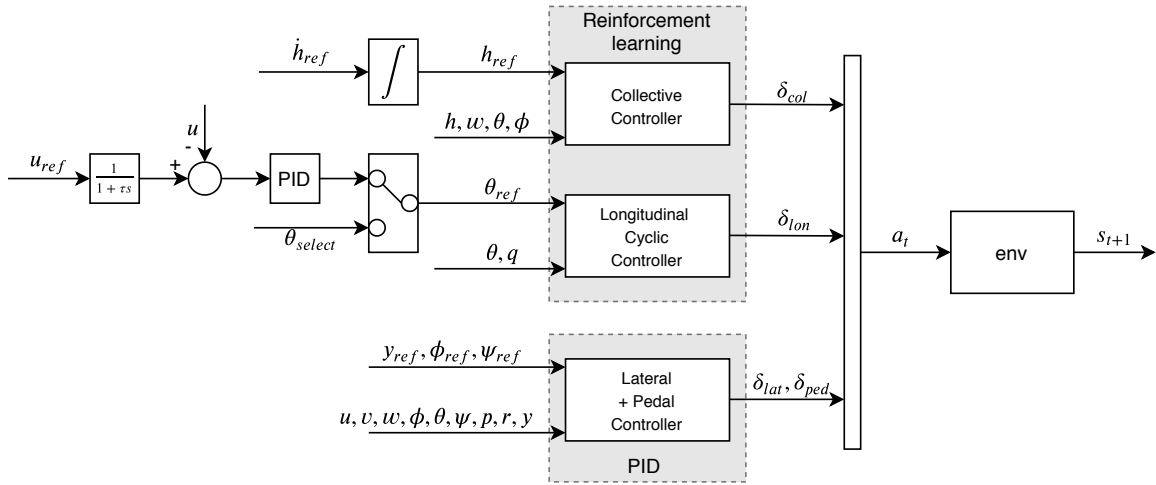 Reinforcement
learning
ḣ_ref
∫
h_ref
Collective
Controller
δ_col
h, w, θ, ϕ
u
-
u_ref
1/(1 + τs)
+
PID
θ_ref
θ_select
Longitudinal
Cyclic
Controller
δ_lon
θ, q
a_t
env
s_{t+1}
y_ref, ϕ_ref, ψ_ref
Lateral
+ Pedal
Controller
δ_lat, δ_ped
u, v, w, ϕ, θ, ψ, p, r, y
PID